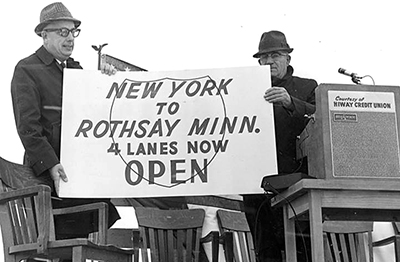 NEW YORK
TO
ROTHSAY MINN.
4 LANES NOW
OPEN
Courtesy of
HIWAY CREDIT UNION